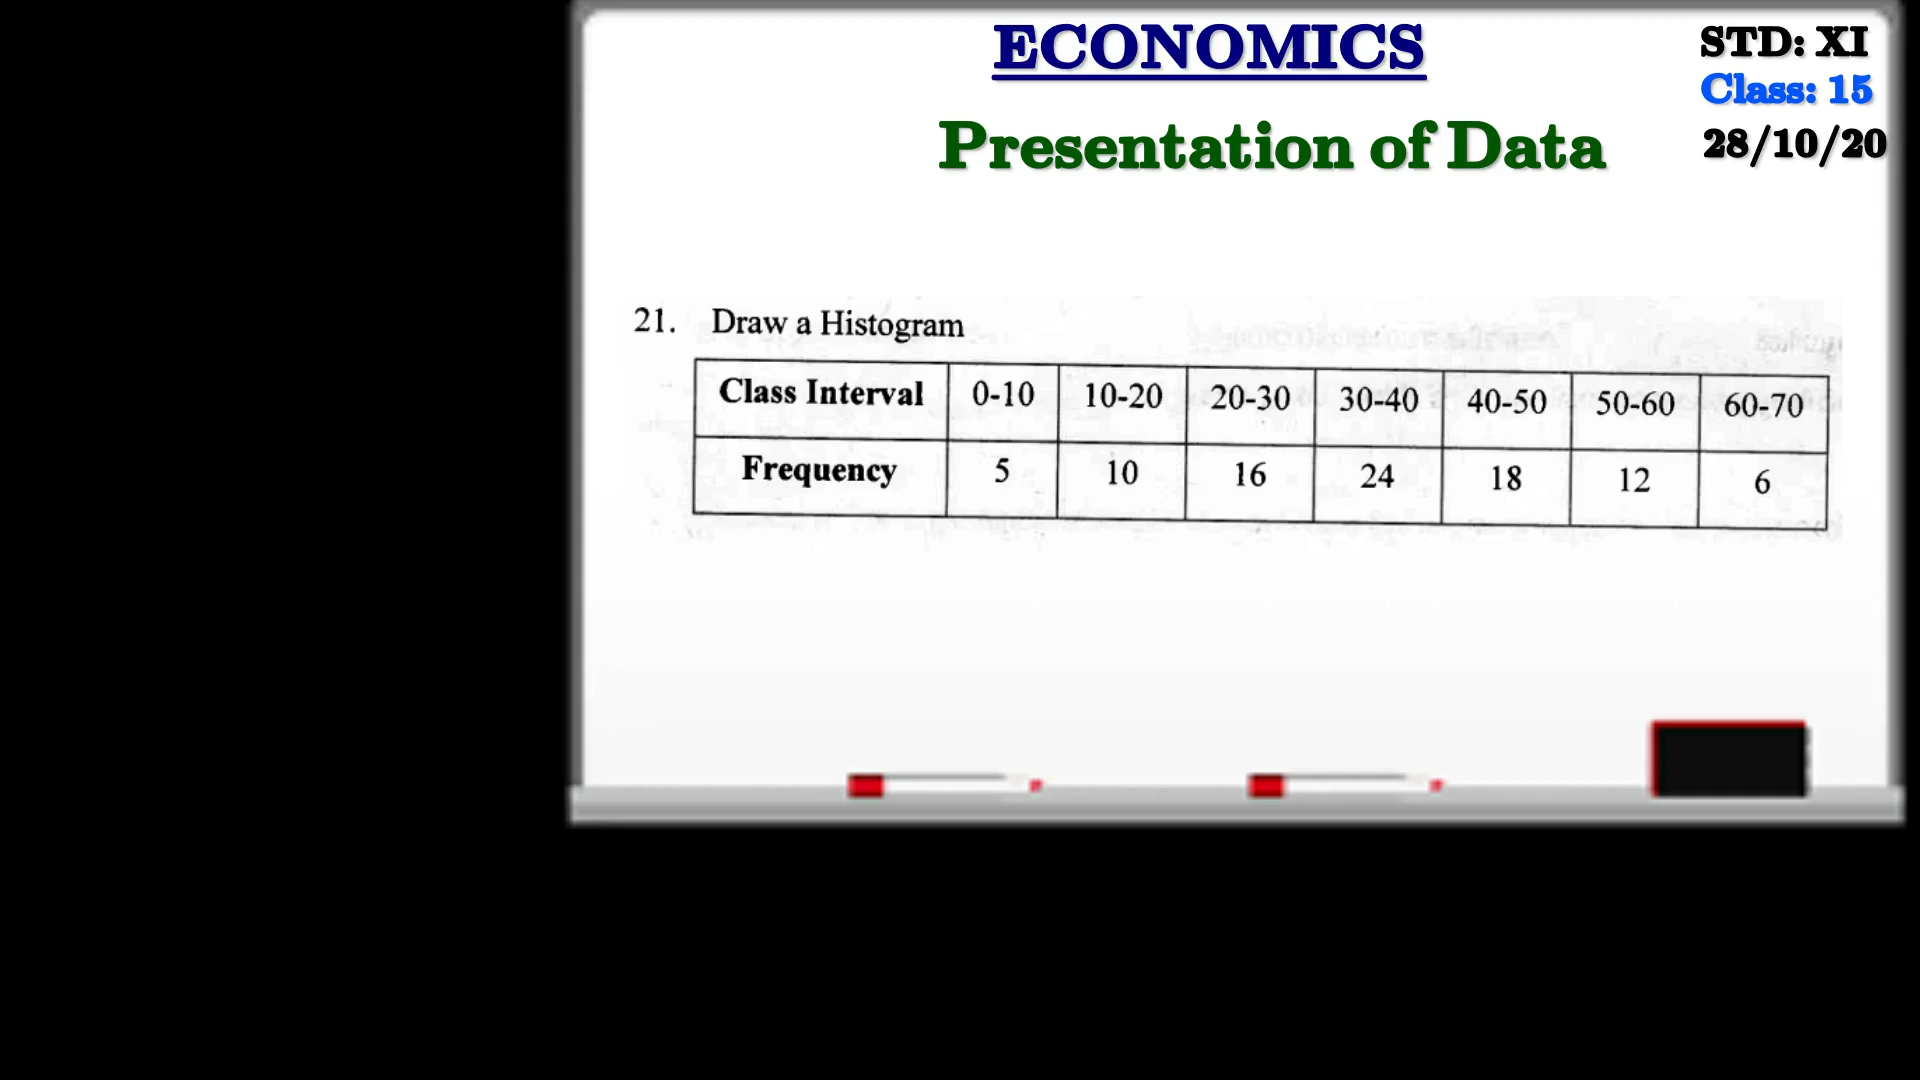 ECONOMICS
STD: XI
Class: 15
Presentation of Data
28/10/20
21. Draw a Histogram
Class Interval 0-10 10-20 20-30 30-40 40-50 50-60 60-70
Frequency 5 10 16 24 18 12 6